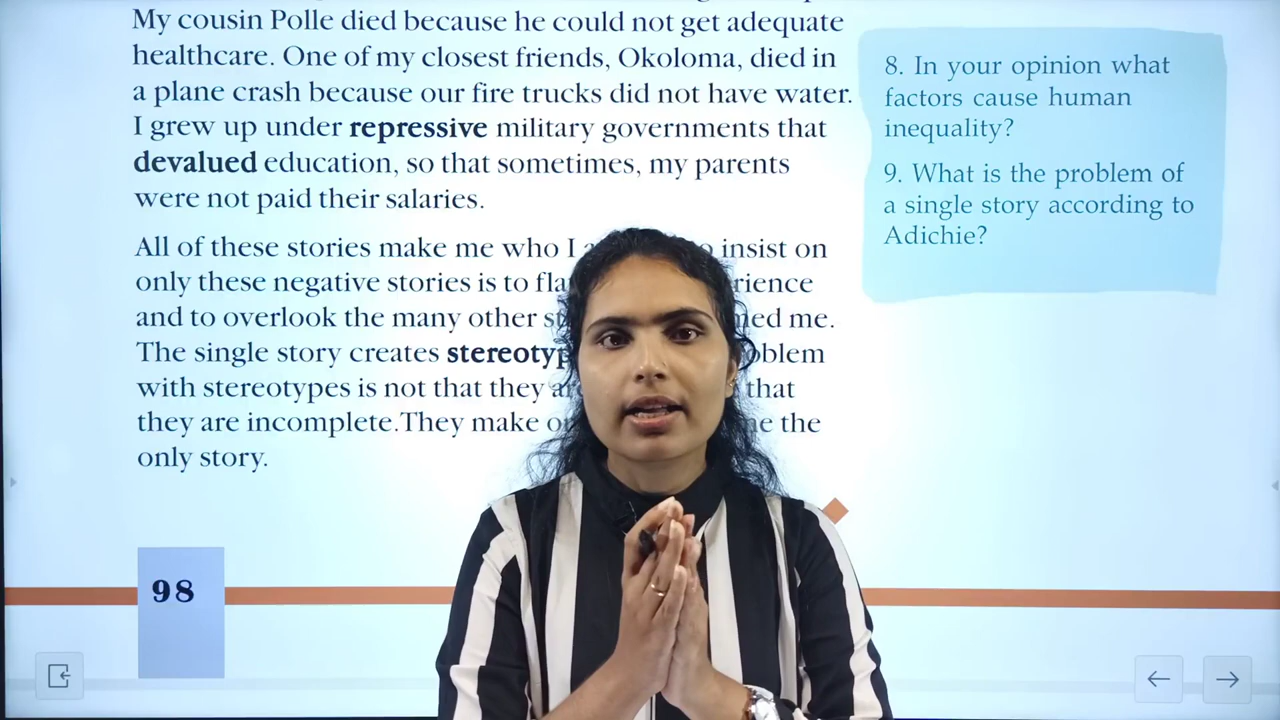 My cousin Polle died because he could not get adequate
healthcare. One of my closest friends, Okoloma, died in
a plane crash because our fire trucks did not have water.
I grew up under repressive military governments that
devalued education, so that sometimes, my parents
were not paid their salaries.
All of these stories make me who I insist on
only these negative stories is to
and to overlook the many other me.
The single story creates
with stereotypes is not that they that
they are incomplete. They make the
only story.
98
8. In your opinion what
factors cause human
inequality?
9. What is the problem of
a single story according to
Adichie?